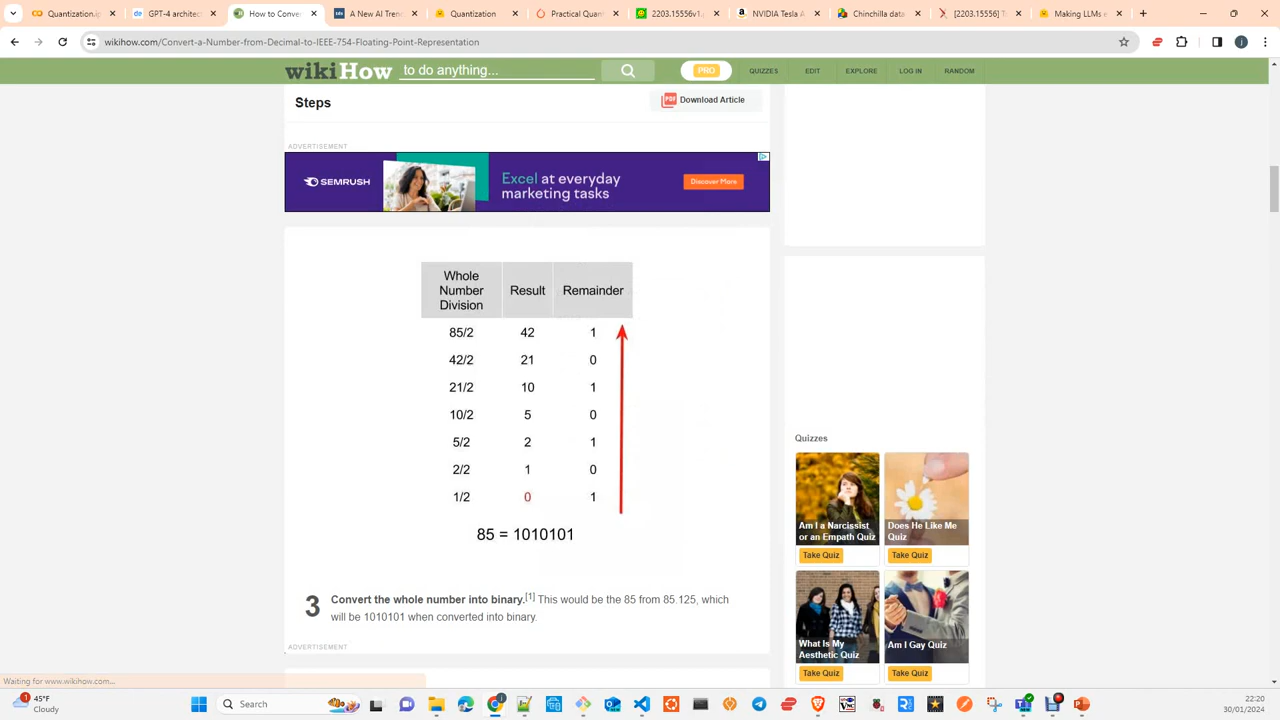 Quantization.ip
GPT-4 architect
How to Conve
A New AI Tren
Quantization
Practical Quan
2203.15556v1.
NVIDIA Tesla A
Chinchilla data
[2203.15556]
Making LLMs e
wikihow.com/Convert-a-Number-from-Decimal-to-IEEE-754-Floating-Point-Representation
wikiHow to do anything... PRO QUIZZES EDIT EXPLORE LOG IN RANDOM
Steps
Download Article
ADVERTISEMENT
SEMRUSH
Excel at everyday
marketing tasks
Discover More
Whole Number Division Result Remainder
85/2 42 1
42/2 21 0
21/2 10 1
10/2 5 0
5/2 2 1
2/2 1 0
1/2 0 1
85 = 1010101
3 Convert the whole number into binary.[1] This would be the 85 from 85.125, which
will be 1010101 when converted into binary.
ADVERTISEMENT
Quizzes
Am I a Narcissist
or an Empath Quiz
Take Quiz
Does He Like Me
Quiz
Take Quiz
What Is My
Aesthetic Quiz
Take Quiz
Am I Gay Quiz
Take Quiz
Waiting for www.wikihow.com...
45°F
Cloudy
Search
22:20
30/01/2024